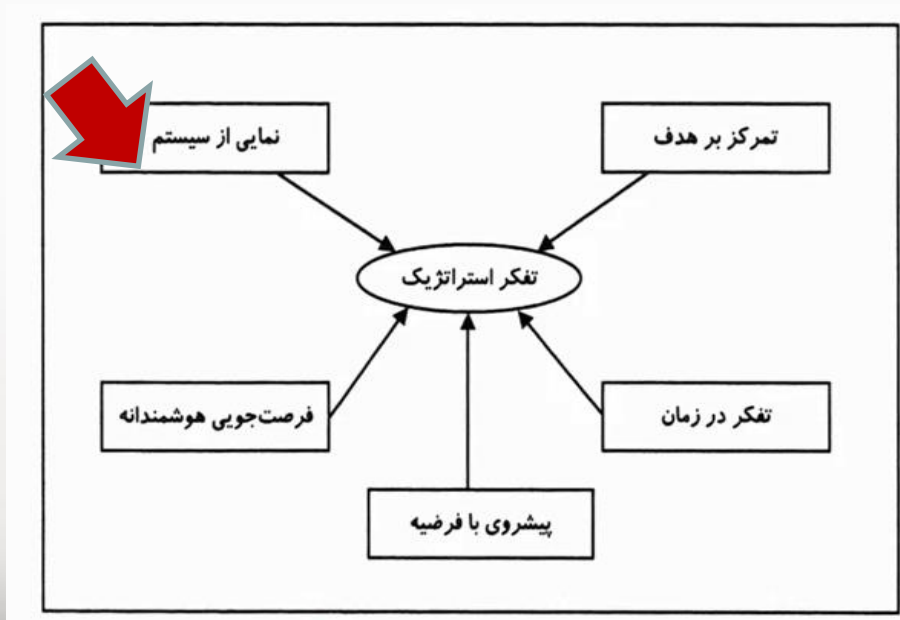 تمرکز بر هدف
نمایی از سیستم
تفکر استراتژیک
تفکر در زمان
فرصت‌جویی هوشمندانه
پیشروی با فرضیه